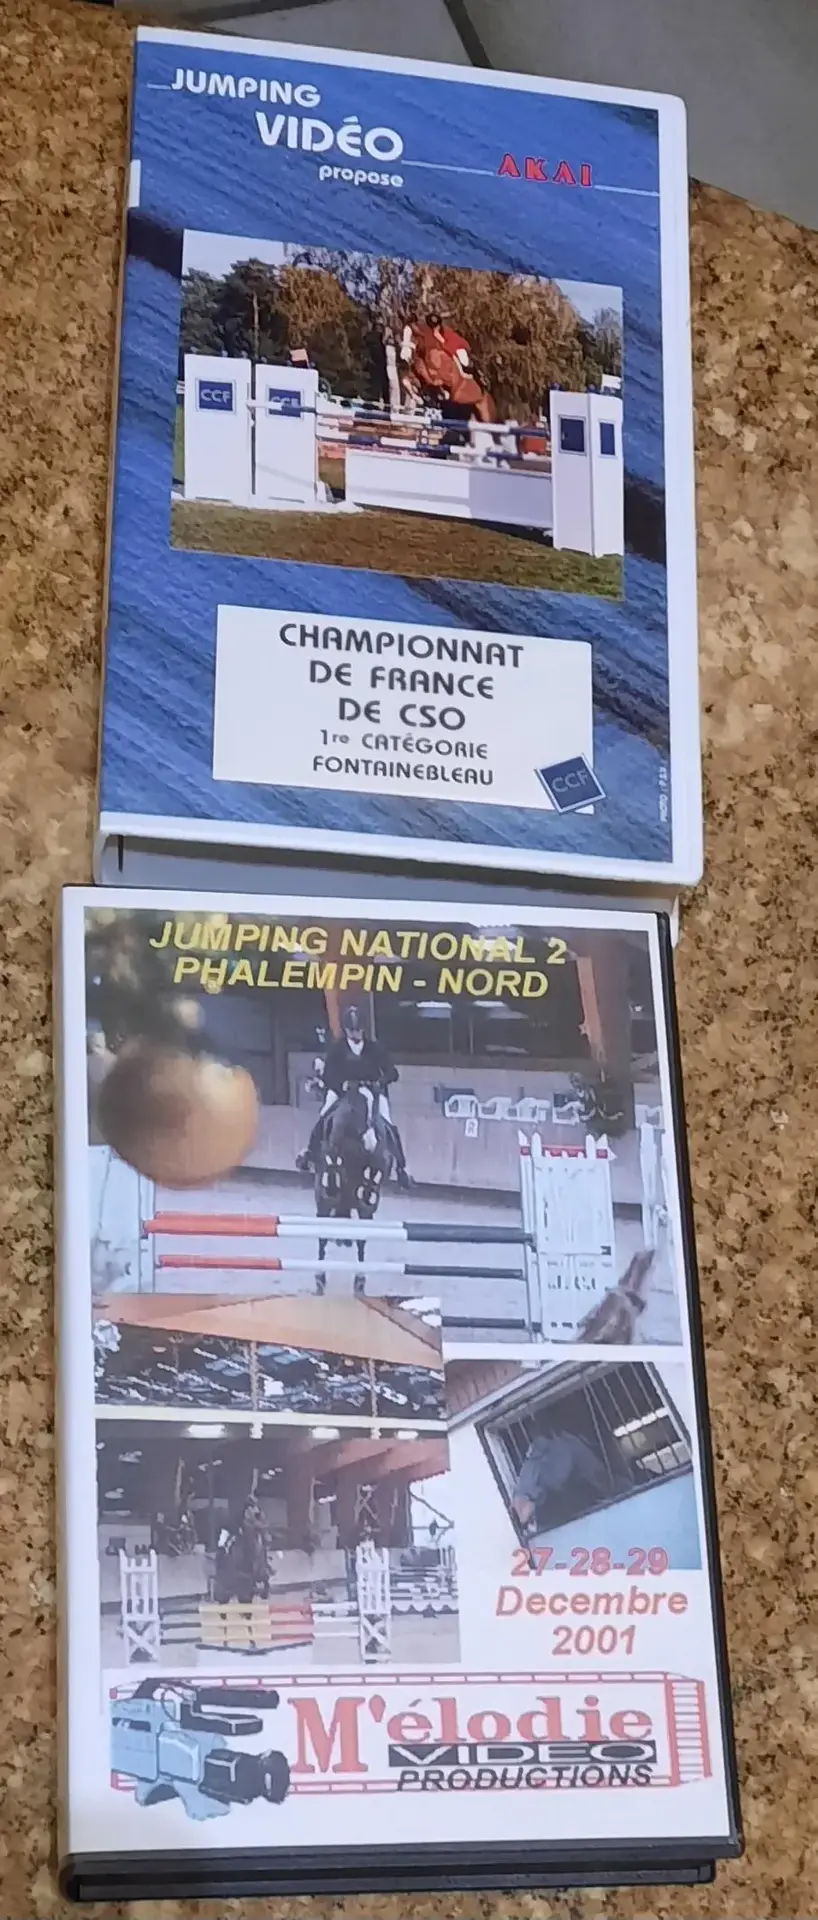 JUMPING
VIDÉO
propose
AKAI
CCF
CCF
CHAMPIONNAT
DE FRANCE
DE CSO
1re CATÉGORIE
FONTAINEBLEAU
CCF
JUMPING NATIONAL 2
PHALEMPIN - NORD
27-28-29
Decembre
2001
M'élodie
VIDEO
PRODUCTIONS